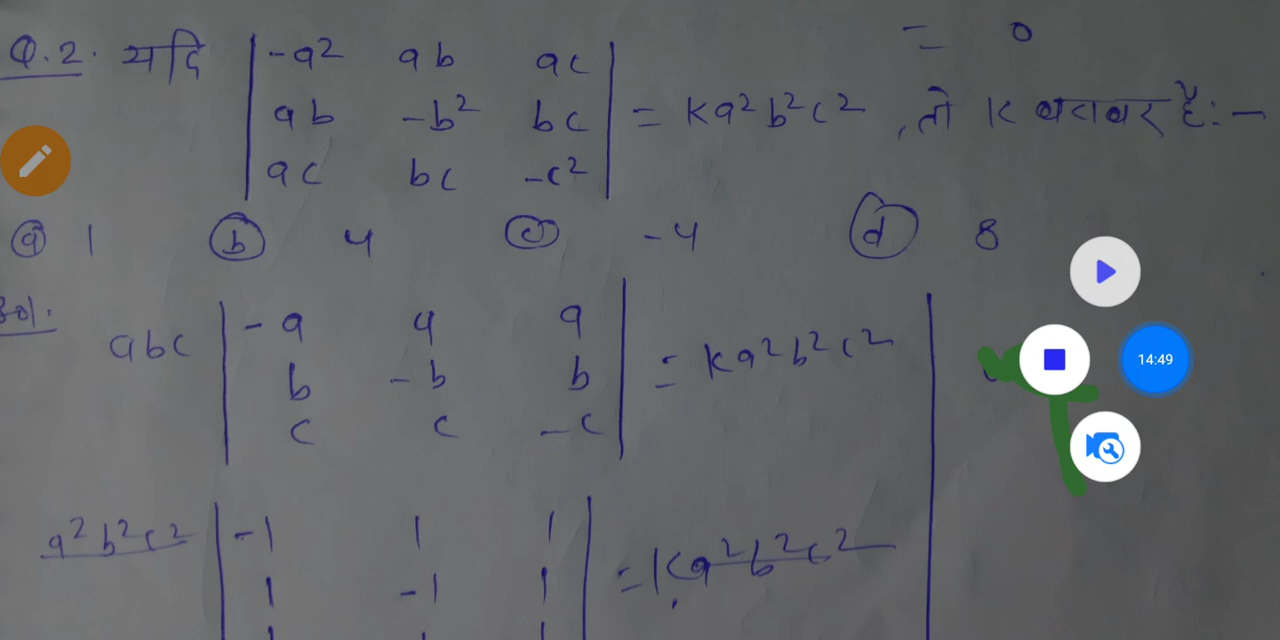 = 0
Q.2. यदि | -a² ab ac |
| ab -b² bc | = Ka²b²c² , तो K बराबर है:-
| ac bc -c² |
(a) 1 (b) 4 (c) -4 (d) 8
Sol.
abc | -a a a |
| b -b b | = Ka²b²c²
| c c -c |
14:49
a²b²c² | -1 1 1 |
| 1 -1 1 | = Ka²b²c²